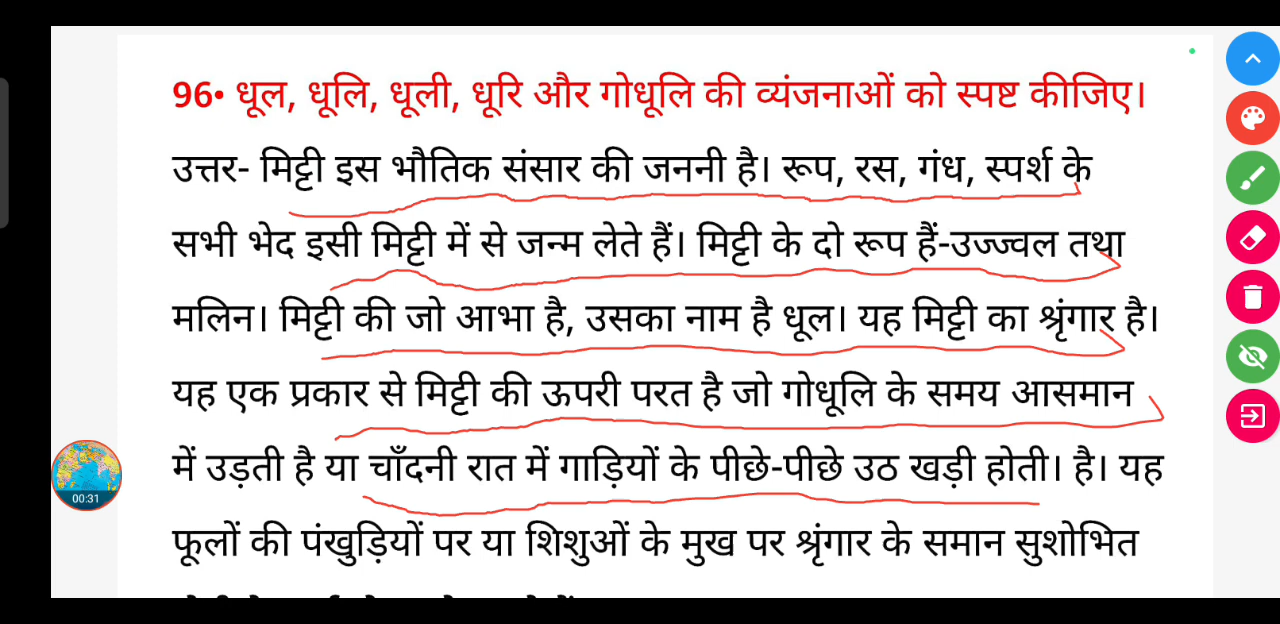 96• धूल, धूलि, धूली, धूरि और गोधूलि की व्यंजनाओं को स्पष्ट कीजिए।
उत्तर- मिट्टी इस भौतिक संसार की जननी है। रूप, रस, गंध, स्पर्श के
सभी भेद इसी मिट्टी में से जन्म लेते हैं। मिट्टी के दो रूप हैं-उज्ज्वल तथा
मलिन। मिट्टी की जो आभा है, उसका नाम है धूल। यह मिट्टी का श्रृंगार है।
यह एक प्रकार से मिट्टी की ऊपरी परत है जो गोधूलि के समय आसमान
में उड़ती है या चाँदनी रात में गाड़ियों के पीछे-पीछे उठ खड़ी होती। है। यह
फूलों की पंखुड़ियों पर या शिशुओं के मुख पर श्रृंगार के समान सुशोभित
00:31